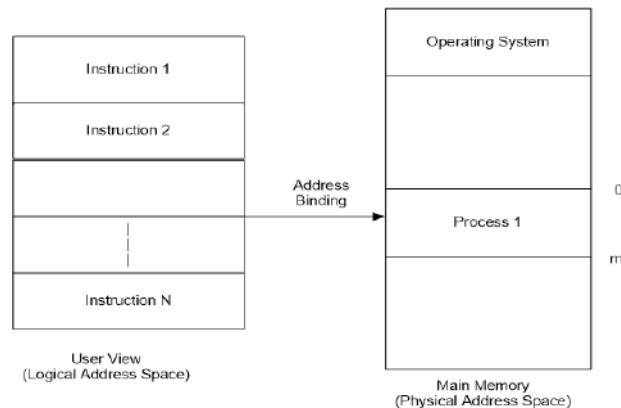 Instruction 1
Instruction 2
Instruction N
User View
(Logical Address Space)
Address
Binding
Operating System
Process 1
0
m
Main Memory
(Physical Address Space)